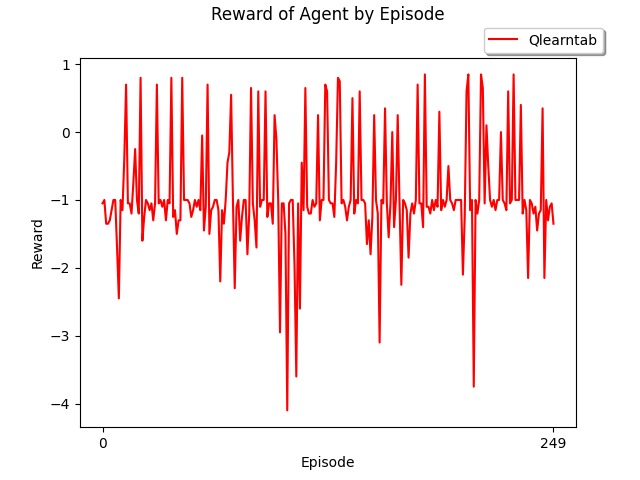 Reward of Agent by Episode
Qlearntab
1
0
−1
−2
−3
−4
Reward
0
249
Episode